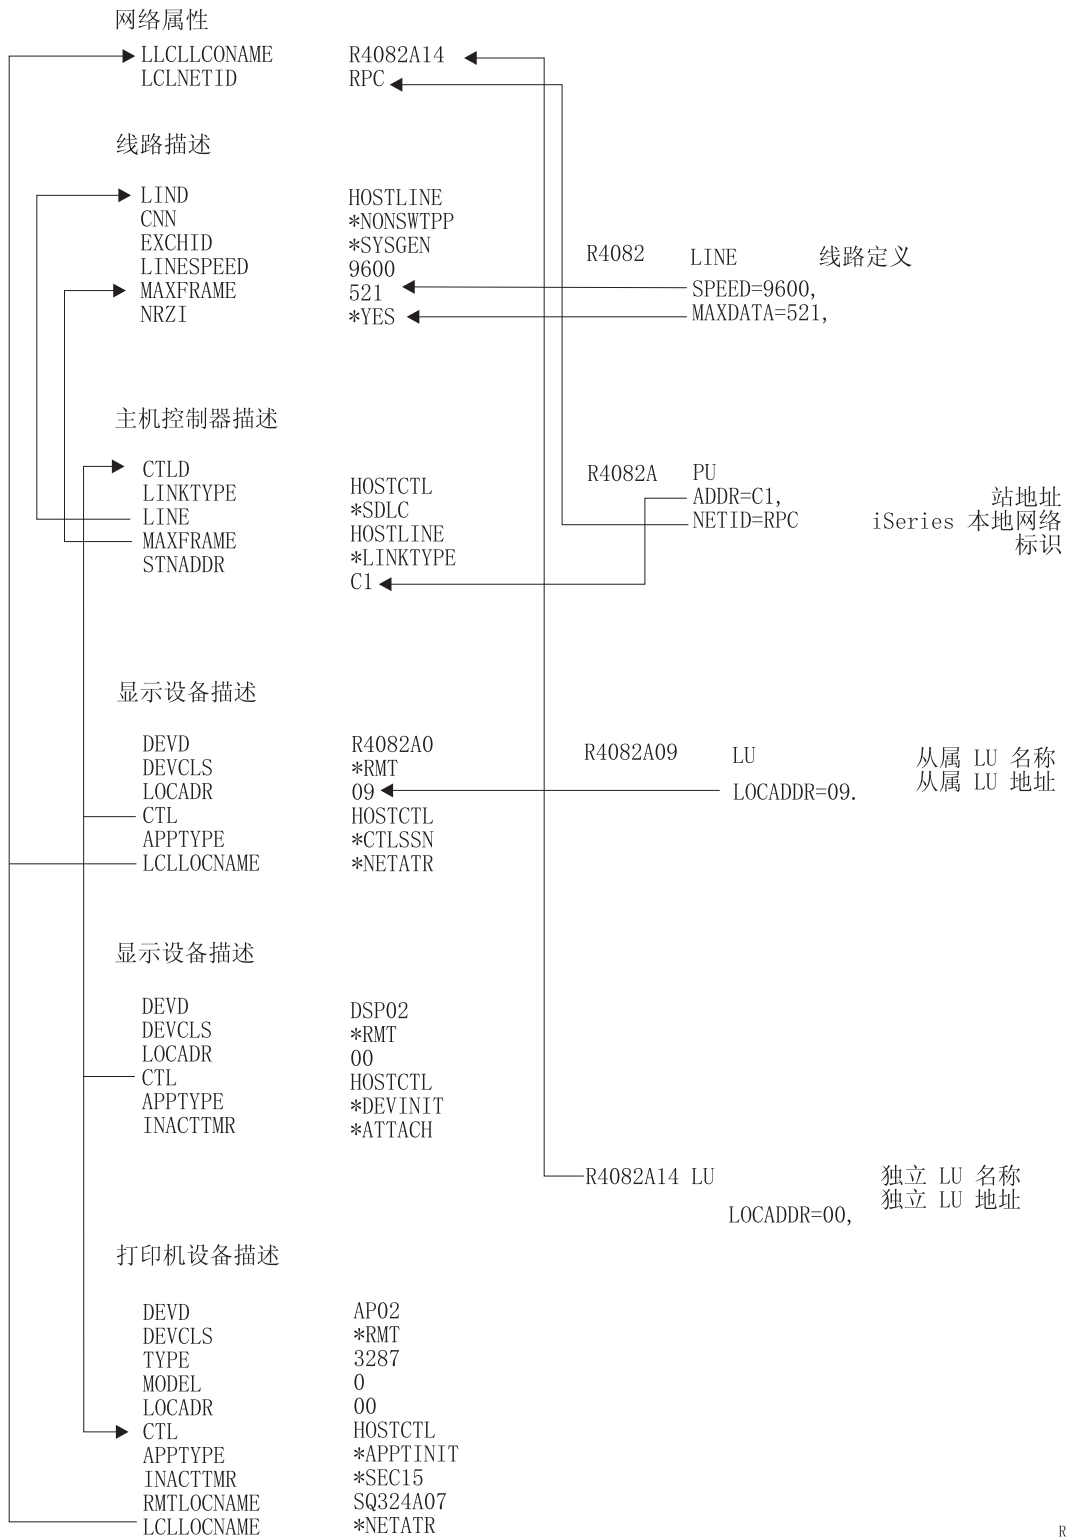 网络属性
LLCLLCONAME R4082A14
LCLNETID RPC
线路描述
LIND HOSTLINE
CNN *NONSWTPP
EXCHID *SYSGEN
R4082 LINE 线路定义
LINESPEED 9600
MAXFRAME 521 SPEED=9600,
NRZI *YES MAXDATA=521,
主机控制器描述
CTLD R4082A PU
LINKTYPE HOSTCTL ADDR=C1, 站地址
LINE *SDLC NETID=RPC iSeries 本地网络
MAXFRAME HOSTLINE 标识
STNADDR *LINKTYPE
C1
显示设备描述
DEVD R4082A0 R4082A09 LU 从属 LU 名称
DEVCLS *RMT 从属 LU 地址
LOCADR 09 LOCADDR=09.
CTL HOSTCTL
APPTYPE *CTLSSN
LCLLOCNAME *NETATR
显示设备描述
DEVD DSP02
DEVCLS *RMT
LOCADR 00
CTL HOSTCTL
APPTYPE *DEVINIT
INACTTMR *ATTACH
R4082A14 LU 独立 LU 名称
独立 LU 地址
LOCADDR=00,
打印机设备描述
DEVD AP02
DEVCLS *RMT
TYPE 3287
MODEL 0
LOCADR 00
CTL HOSTCTL
APPTYPE *APPTINIT
INACTTMR *SEC15
RMTLOCNAME SQ324A07
LCLLOCNAME *NETATR
R